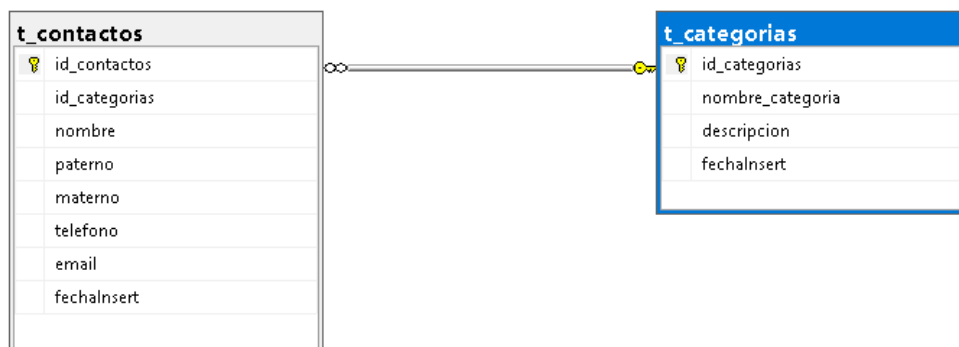 t_contactos
id_contactos
id_categorias
nombre
paterno
materno
telefono
email
fechaInsert
t_categorias
id_categorias
nombre_categoria
descripcion
fechaInsert